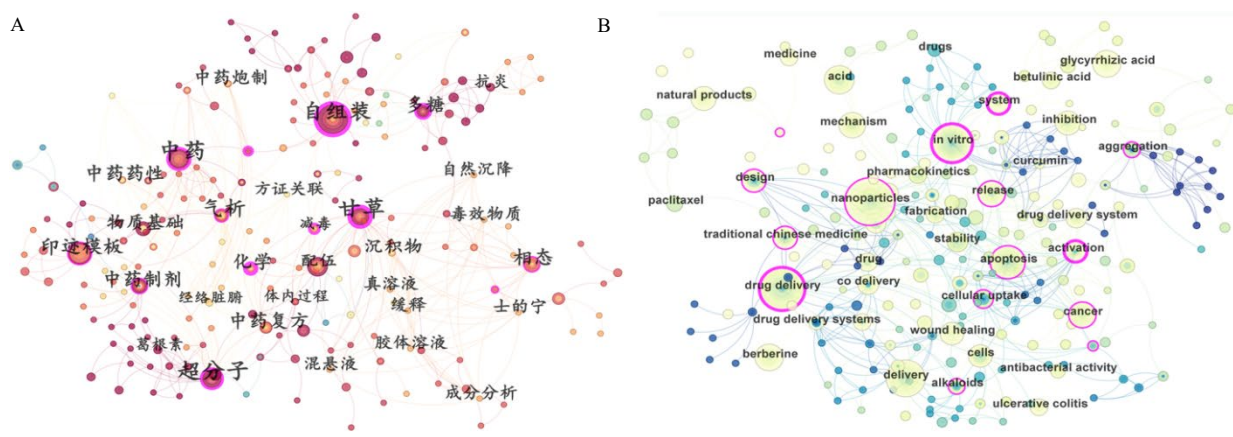 A
抗炎
中药炮制
自组装
多糖
中药
自然沉降
中药药性
方证关联
物质基础
气析
减毒
甘草
毒效物质
印迹模板
化学
配伍
沉积物
相态
中药制剂
经络脏腑
体内过程
真溶液
缓释
士的宁
中药复方
葛根素
胶体溶液
超分子
混悬液
成分分析
B
drugs
medicine
glycyrrhizic acid
acid
betulinic acid
natural products
system
mechanism
inhibition
in vitro
aggregation
curcumin
pharmacokinetics
design
release
paclitaxel
nanoparticles
fabrication
drug delivery system
traditional chinese medicine
stability
activation
drug
apoptosis
co delivery
drug delivery
cellular uptake
cancer
drug delivery systems
wound healing
berberine
cells
antibacterial activity
delivery
alkaloids
ulcerative colitis